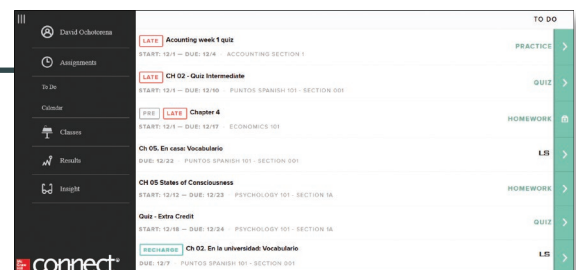 TO DO
David Ochotorena
Assignments
To Do
Calendar
Classes
Results
Insight
Mc Graw Hill connect®
LATE Acounting week 1 quiz
START: 12/1 — DUE: 12/4 · ACCOUNTING SECTION 1
PRACTICE
LATE CH 02 - Quiz Intermediate
START: 12/1 — DUE: 12/10 · PUNTOS SPANISH 101 - SECTION 001
QUIZ
PRE LATE Chapter 4
START: 12/1 — DUE: 12/17 · ECONOMICS 101
HOMEWORK
Ch 05. En casa: Vocabulario
DUE: 12/22 · PUNTOS SPANISH 101 - SECTION 001
LS
CH 05 States of Consciousness
START: 12/12 — DUE: 12/23 · PSYCHOLOGY 101 - SECTION 1A
HOMEWORK
Quiz - Extra Credit
START: 12/18 — DUE: 12/24 · PSYCHOLOGY 101 - SECTION 1A
QUIZ
RECHARGE Ch 02. En la universidad: Vocabulario
DUE: 12/7 · PUNTOS SPANISH 101 - SECTION 001
LS